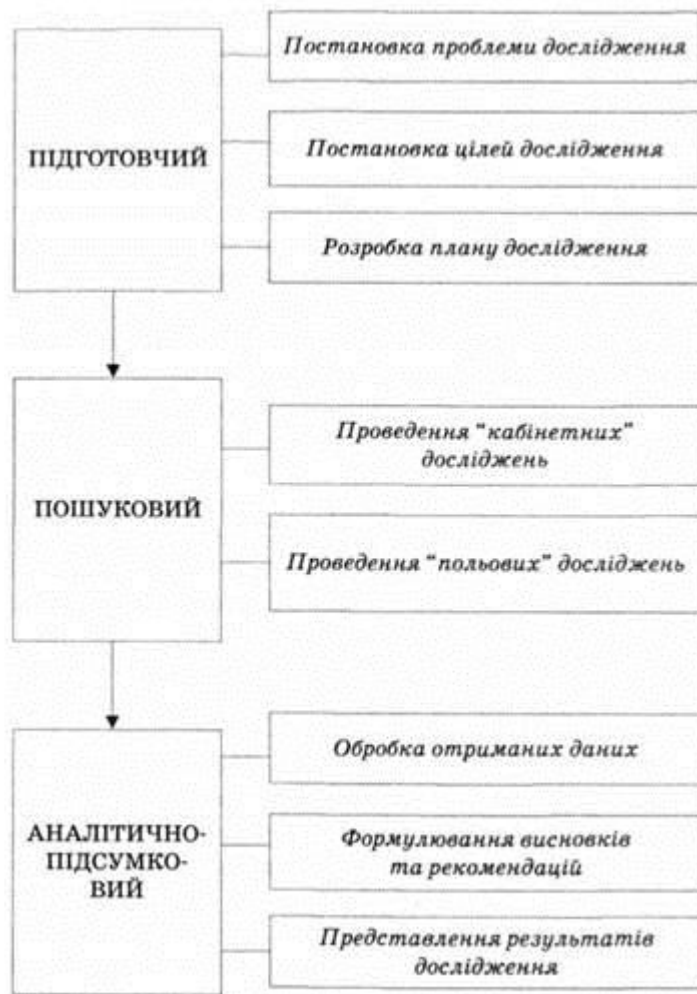 ПІДГОТОВЧИЙ
Постановка проблеми дослідження
Постановка цілей дослідження
Розробка плану дослідження
ПОШУКОВИЙ
Проведення “кабінетних”
досліджень
Проведення “польових” досліджень
АНАЛІТИЧНО-
ПІДСУМКО-
ВИЙ
Обробка отриманих даних
Формулювання висновків
та рекомендацій
Представлення результатів
дослідження